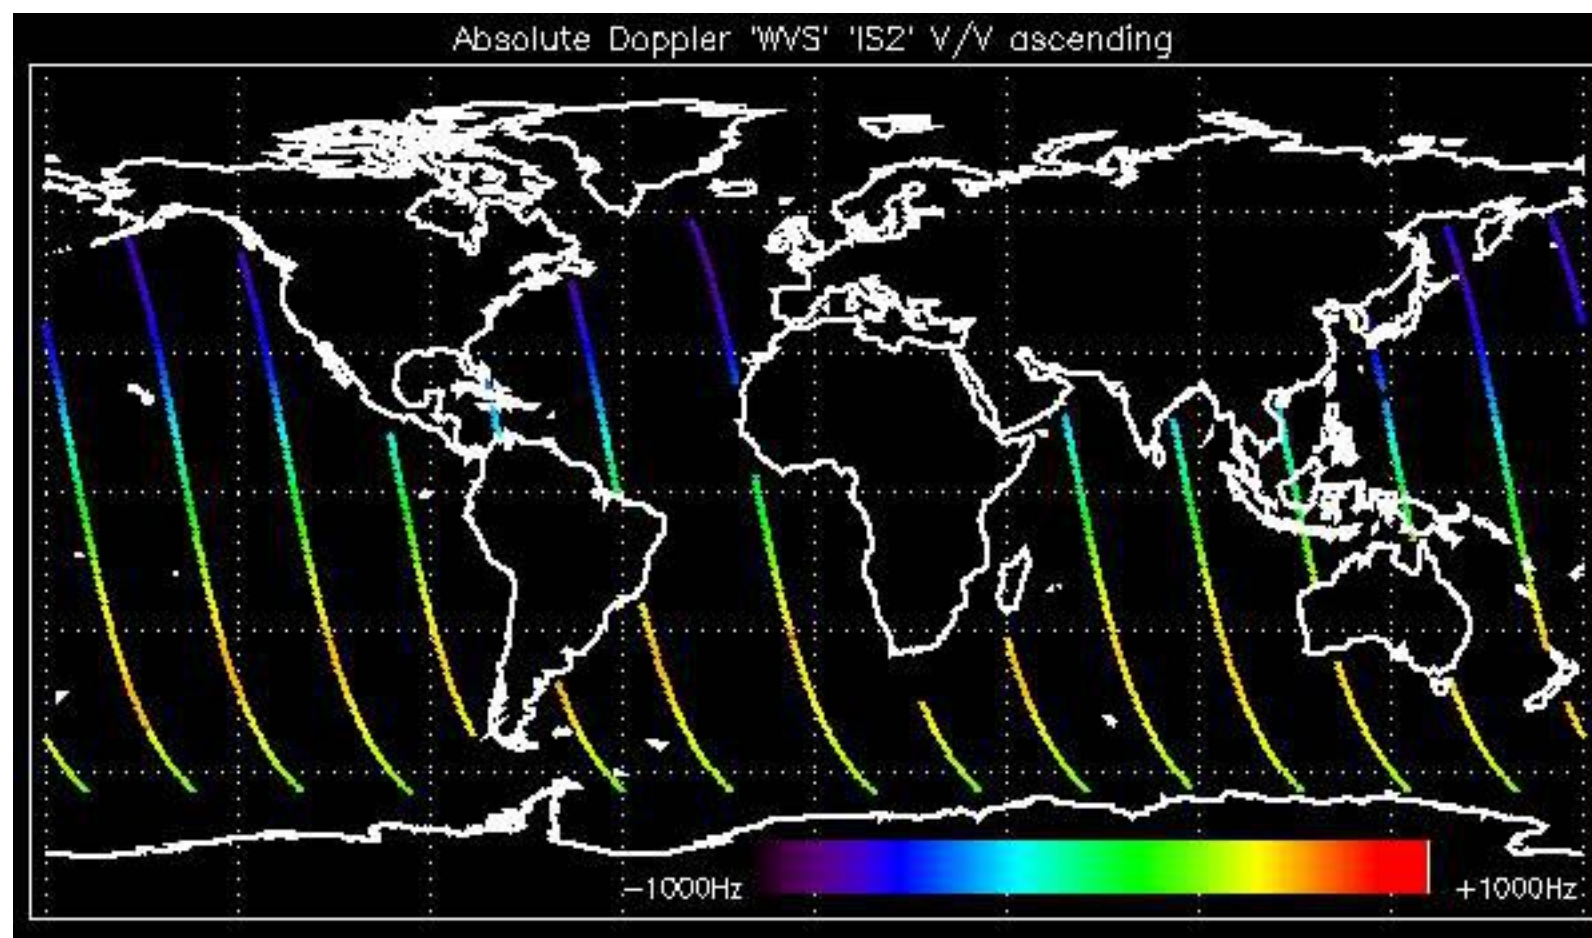 Absolute Doppler 'WVS' 'IS2' V/V ascending
-1000Hz
+1000Hz